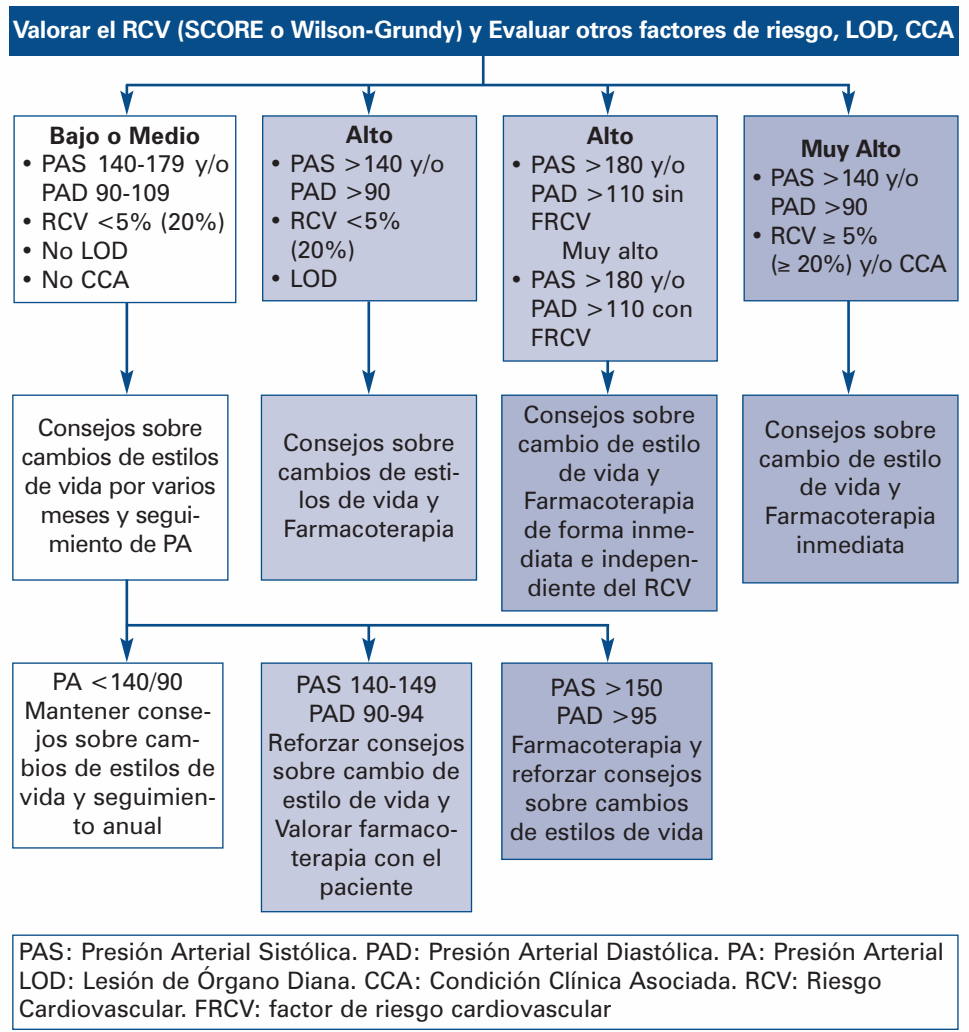 Valorar el RCV (SCORE o Wilson-Grundy) y Evaluar otros factores de riesgo, LOD, CCA
Bajo o Medio
• PAS 140-179 y/o
PAD 90-109
• RCV <5% (20%)
• No LOD
• No CCA
Alto
• PAS >140 y/o
PAD >90
• RCV <5%
(20%)
• LOD
Alto
• PAS >180 y/o
PAD >110 sin
FRCV
Muy alto
• PAS >180 y/o
PAD >110 con
FRCV
Muy Alto
• PAS >140 y/o
PAD >90
• RCV ≥ 5%
(≥ 20%) y/o CCA
Consejos sobre
cambios de estilos
de vida por varios
meses y segui-
miento de PA
Consejos sobre
cambios de esti-
los de vida y
Farmacoterapia
Consejos sobre
cambio de estilo
de vida y
Farmacoterapia
de forma inme-
diata e indepen-
diente del RCV
Consejos sobre
cambio de estilo
de vida y
Farmacoterapia
inmediata
PA <140/90
Mantener conse-
jos sobre cam-
bios de estilos de
vida y seguimien-
to anual
PAS 140-149
PAD 90-94
Reforzar consejos
sobre cambio de
estilo de vida y
Valorar farmaco-
terapia con el
paciente
PAS >150
PAD >95
Farmacoterapia y
reforzar consejos
sobre cambios
de estilos de vida
PAS: Presión Arterial Sistólica. PAD: Presión Arterial Diastólica. PA: Presión Arterial
LOD: Lesión de Órgano Diana. CCA: Condición Clínica Asociada. RCV: Riesgo
Cardiovascular. FRCV: factor de riesgo cardiovascular